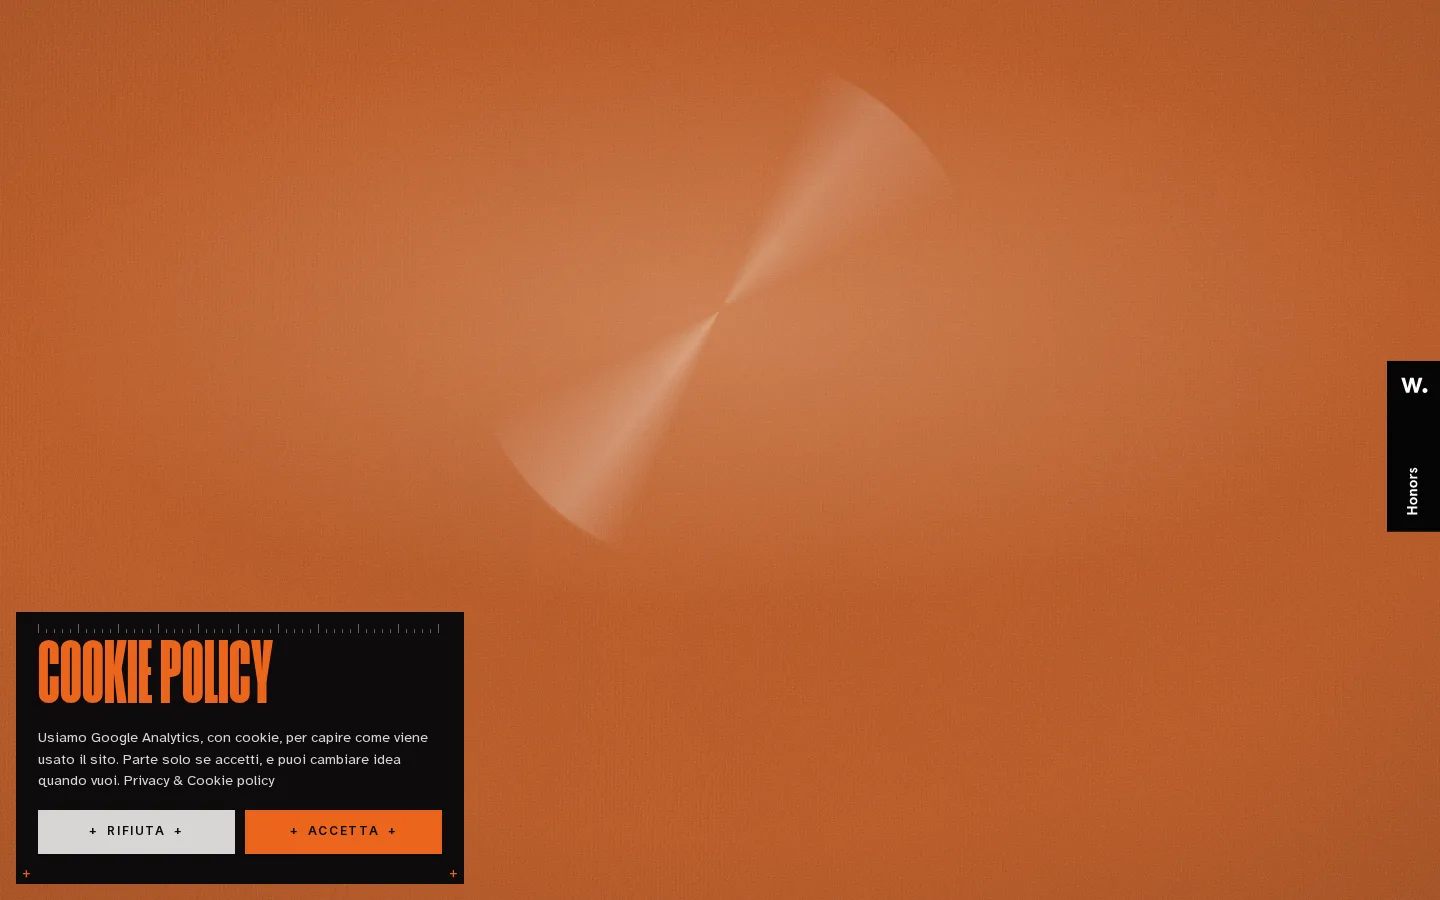 W.
Honors
COOKIE POLICY
Usiamo Google Analytics, con cookie, per capire come viene
usato il sito. Parte solo se accetti, e puoi cambiare idea
quando vuoi. Privacy & Cookie policy
+ RIFIUTA +
+ ACCETTA +
+ +